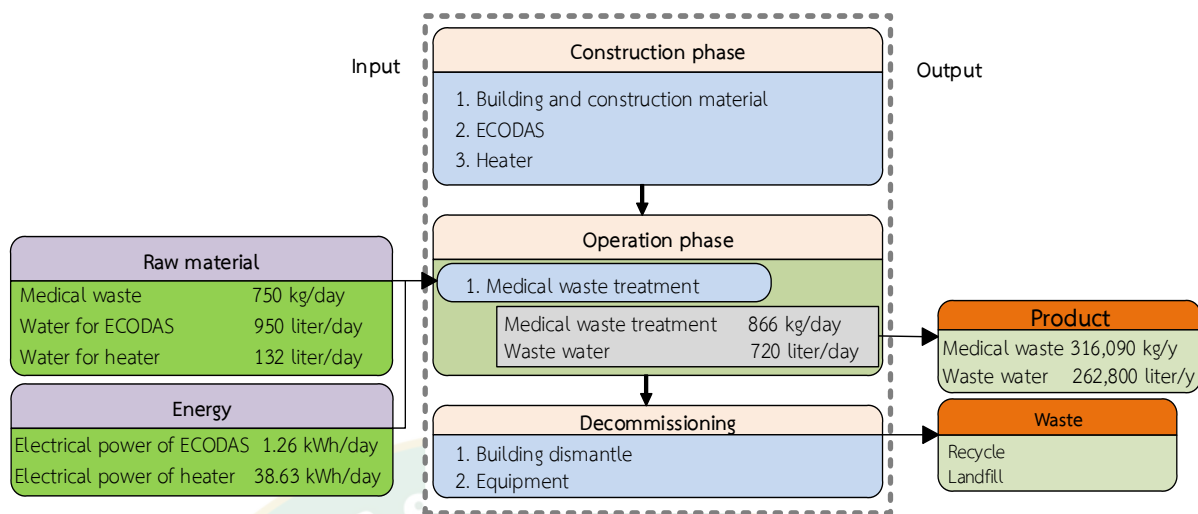 Input
Output
Construction phase
1. Building and construction material
2. ECODAS
3. Heater
Operation phase
1. Medical waste treatment
Medical waste treatment 866 kg/day
Waste water 720 liter/day
Raw material
Medical waste 750 kg/day
Water for ECODAS 950 liter/day
Water for heater 132 liter/day
Energy
Electrical power of ECODAS 1.26 kWh/day
Electrical power of heater 38.63 kWh/day
Product
Medical waste 316,090 kg/y
Waste water 262,800 liter/y
Decommissioning
1. Building dismantle
2. Equipment
Waste
Recycle
Landfill